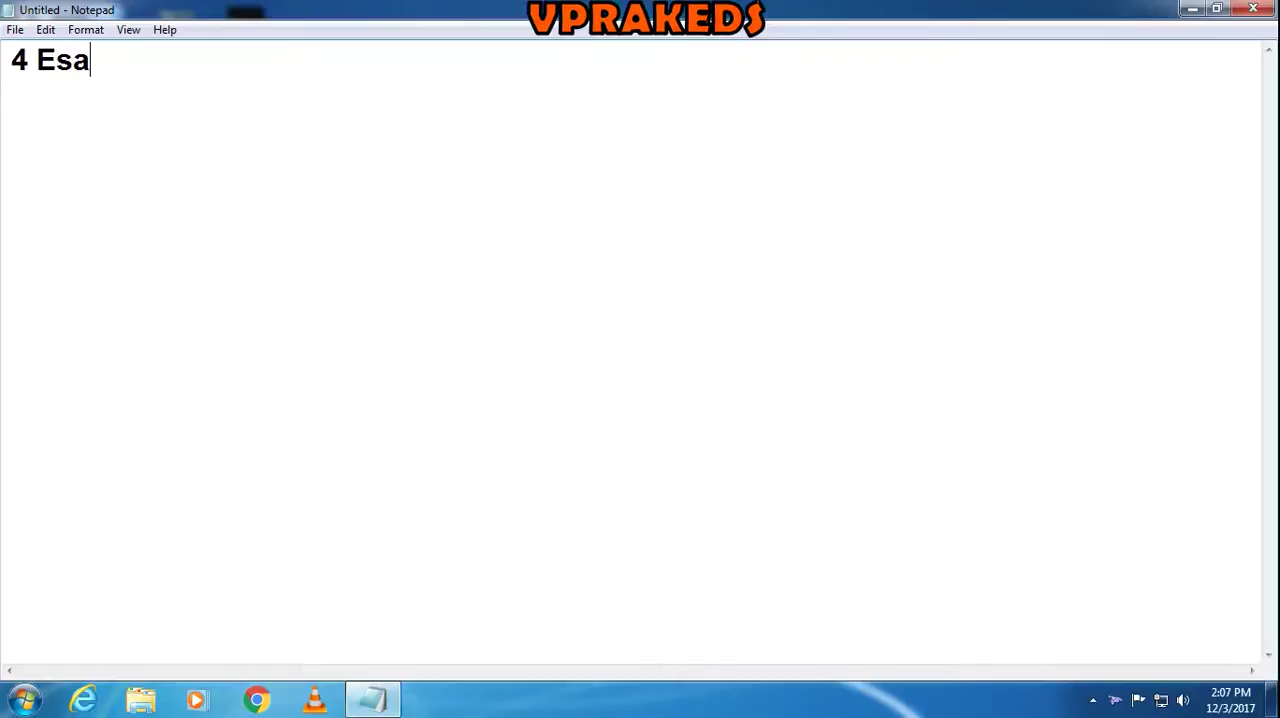 Untitled - Notepad
VPRAKEDS
File Edit Format View Help
4 Esa
2:07 PM
12/3/2017